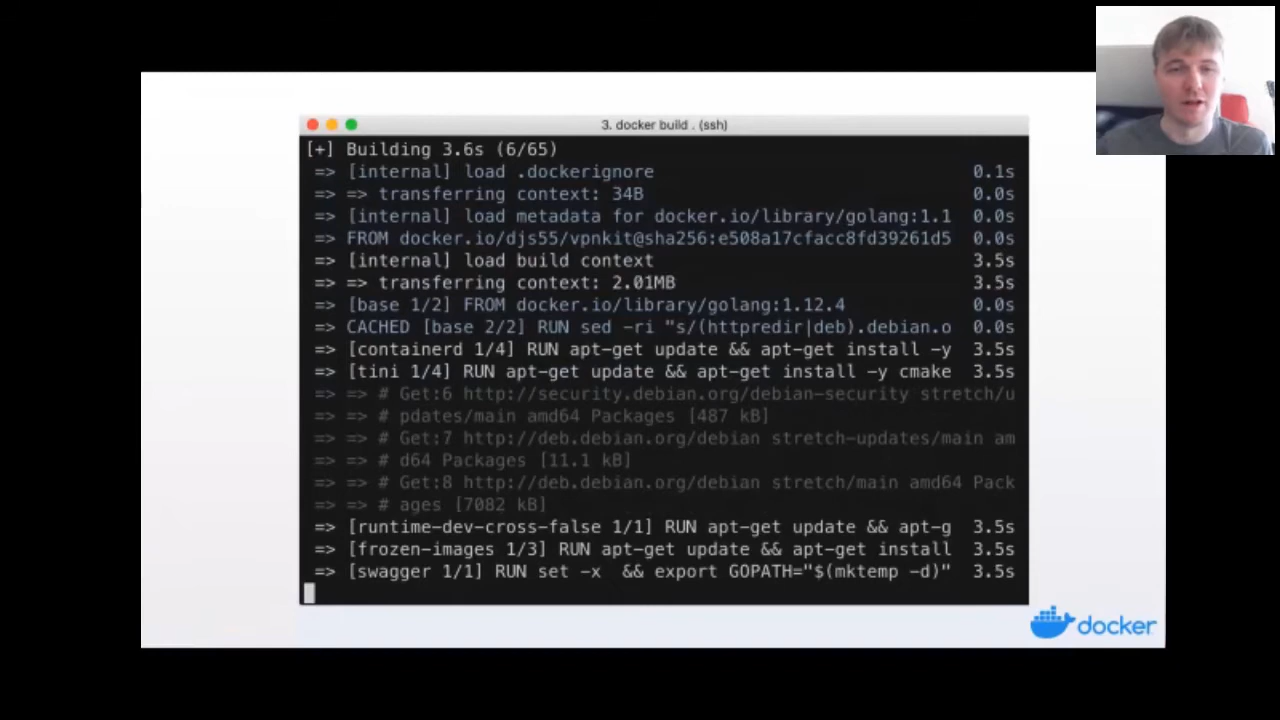 3. docker build . (ssh)
[+] Building 3.6s (6/65)
=> [internal] load .dockerignore 0.1s
=> => transferring context: 34B 0.0s
=> [internal] load metadata for docker.io/library/golang:1.1 0.0s
=> FROM docker.io/djs55/vpnkit@sha256:e508a17cfacc8fd39261d5 0.0s
=> [internal] load build context 3.5s
=> => transferring context: 2.01MB 3.5s
=> [base 1/2] FROM docker.io/library/golang:1.12.4 0.0s
=> CACHED [base 2/2] RUN sed -ri "s/(httpredir|deb).debian.o 0.0s
=> [containerd 1/4] RUN apt-get update && apt-get install -y 3.5s
=> [tini 1/4] RUN apt-get update && apt-get install -y cmake 3.5s
=> => # Get:6 http://security.debian.org/debian-security stretch/u
=> => # pdates/main amd64 Packages [487 kB]
=> => # Get:7 http://deb.debian.org/debian stretch-updates/main am
=> => # d64 Packages [11.1 kB]
=> => # Get:8 http://deb.debian.org/debian stretch/main amd64 Pack
=> => # ages [7082 kB]
=> [runtime-dev-cross-false 1/1] RUN apt-get update && apt-g 3.5s
=> [frozen-images 1/3] RUN apt-get update && apt-get install 3.5s
=> [swagger 1/1] RUN set -x && export GOPATH="$(mktemp -d)" 3.5s
docker